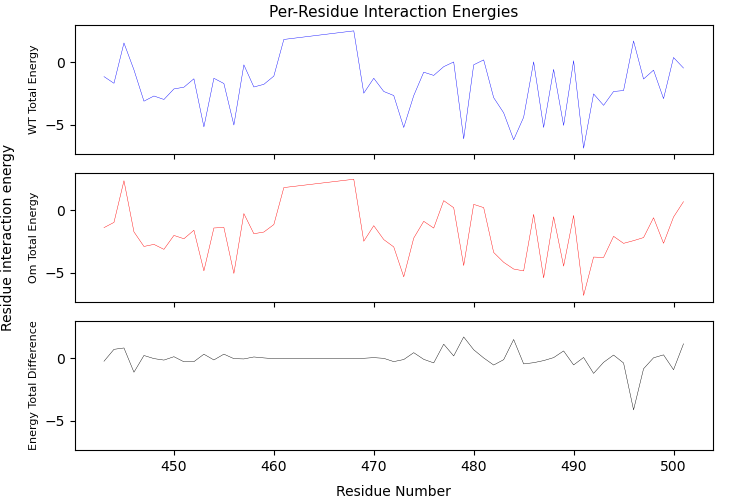 Per-Residue Interaction Energies
Residue interaction energy
WT Total Energy
0
−5
Om Total Energy
0
−5
Energy Total Difference
0
−5
450 460 470 480 490 500
Residue Number